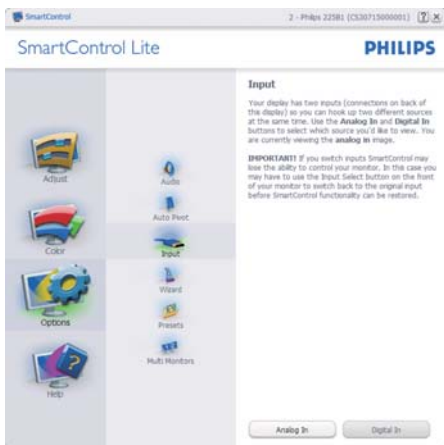 SmartControl
2 - Philips 225B1 (CS30715000001)
SmartControl Lite
PHILIPS
Adjust
Color
Options
Help
Audio
Auto Pivot
Input
Wizard
Presets
Multi Monitors
Input
Your display has two inputs (connections on back of
the display) so you can hook up two different sources
at the same time. Use the Analog In and Digital In
buttons to select which source you'd like to view. You
are currently viewing the analog in image.
IMPORTANT! If you switch inputs SmartControl may
lose the ability to control your monitor. In this case you
may have to use the Input Select button on the front
of your monitor to switch back to the original input
before SmartControl functionality can be restored.
Analog In
Digital In